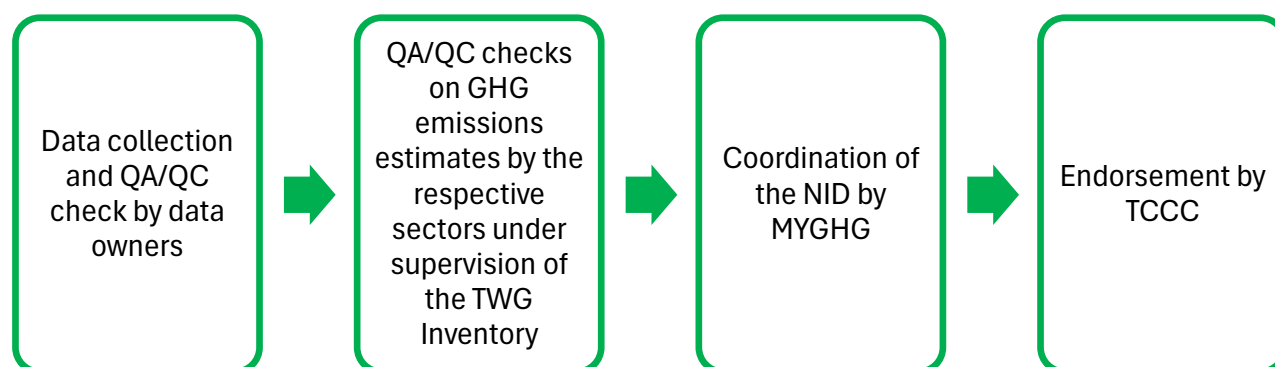 Data collection
and QA/QC
check by data
owners
QA/QC checks
on GHG
emissions
estimates by the
respective
sectors under
supervision of
the TWG
Inventory
Coordination of
the NID by
MYGHG
Endorsement by
TCCC